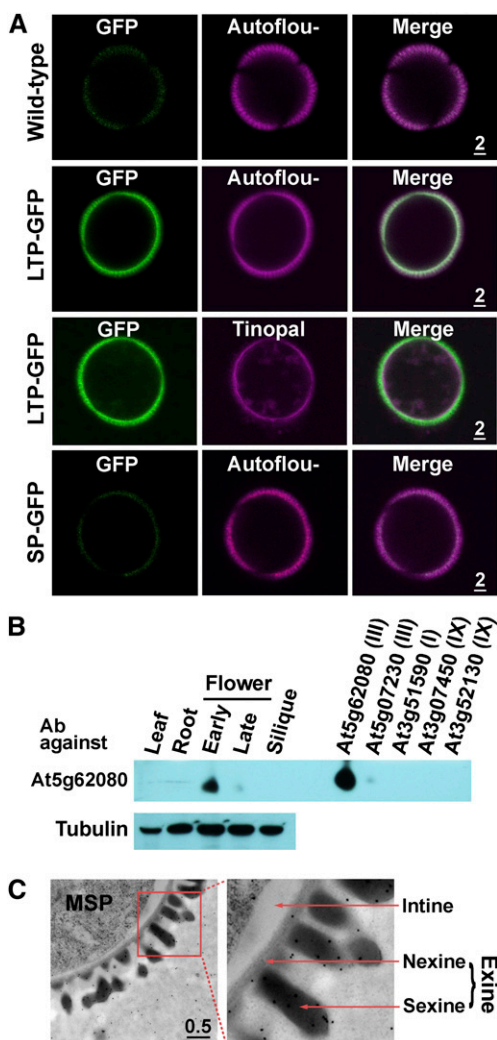 A
GFP Autoflou- Merge
Wild-type
2
GFP Autoflou- Merge
LTP-GFP
2
GFP Tinopal Merge
LTP-GFP
2
GFP Autoflou- Merge
SP-GFP
2
B
Ab against
Leaf Root Early Late Silique
Flower
At5g62080 (III) At5g07230 (III) At3g51590 (I) At3g07450 (IX) At3g52130 (IX)
At5g62080
Tubulin
C
MSP
0.5
Intine
Nexine
Sexine
Exine